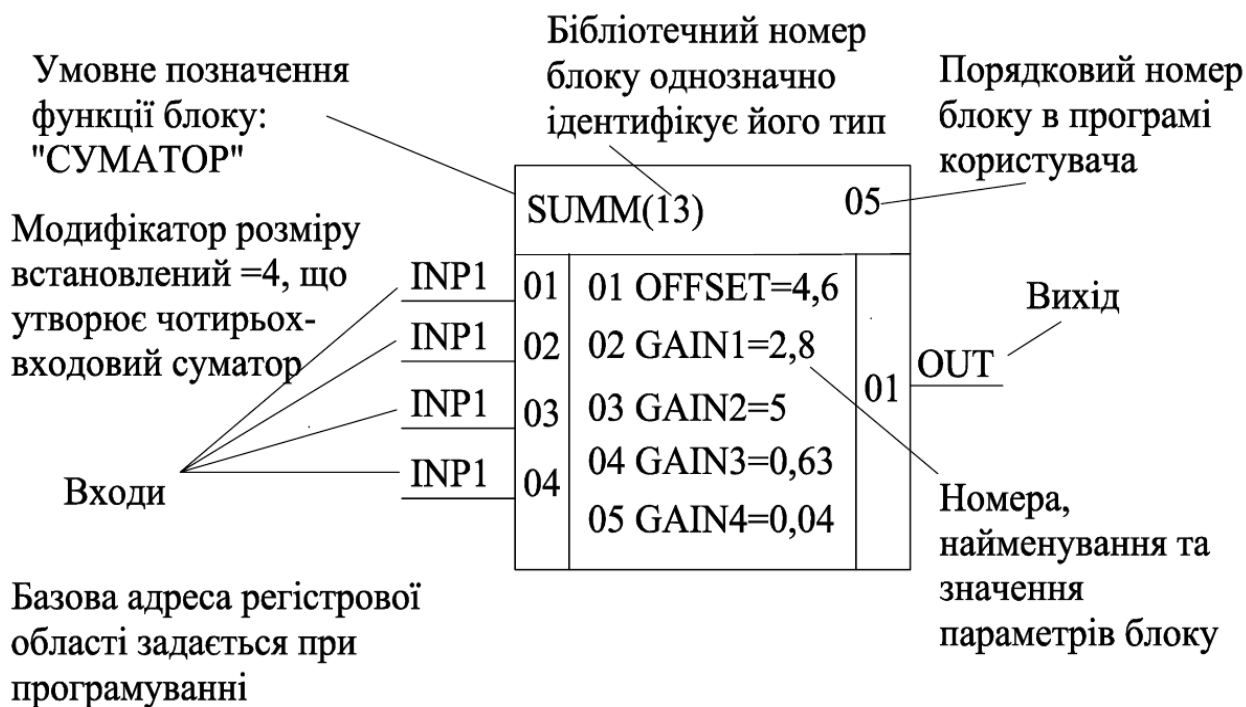 Умовне позначення
функції блоку:
"СУМАТОР"
Бібліотечний номер
блоку однозначно
ідентифікує його тип
Порядковий номер
блоку в програмі
користувача
SUMM(13)
05
Модифікатор розміру
встановлений =4, що
утворює чотирьох-
входовий суматор
INP1
INP1
INP1
INP1
01
02
03
04
01 OFFSET=4,6
02 GAIN1=2,8
03 GAIN2=5
04 GAIN3=0,63
05 GAIN4=0,04
01
OUT
Вихід
Входи
Номера,
найменування та
значення
параметрів блоку
Базова адреса регістрової
області задається при
програмуванні